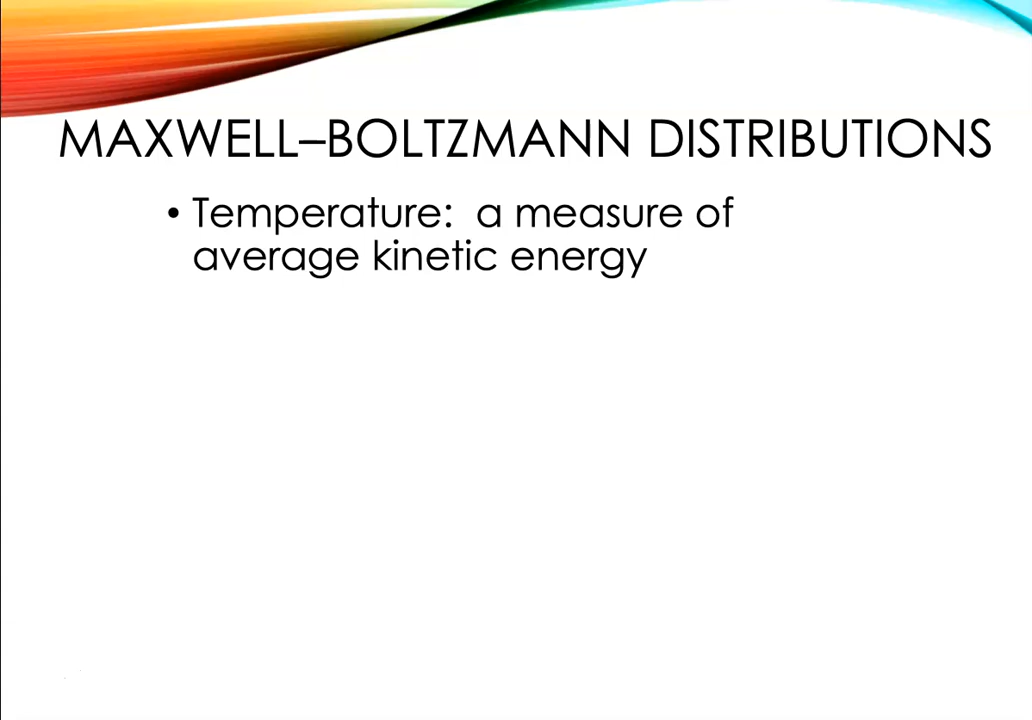 MAXWELL–BOLTZMANN DISTRIBUTIONS
• Temperature: a measure of
average kinetic energy